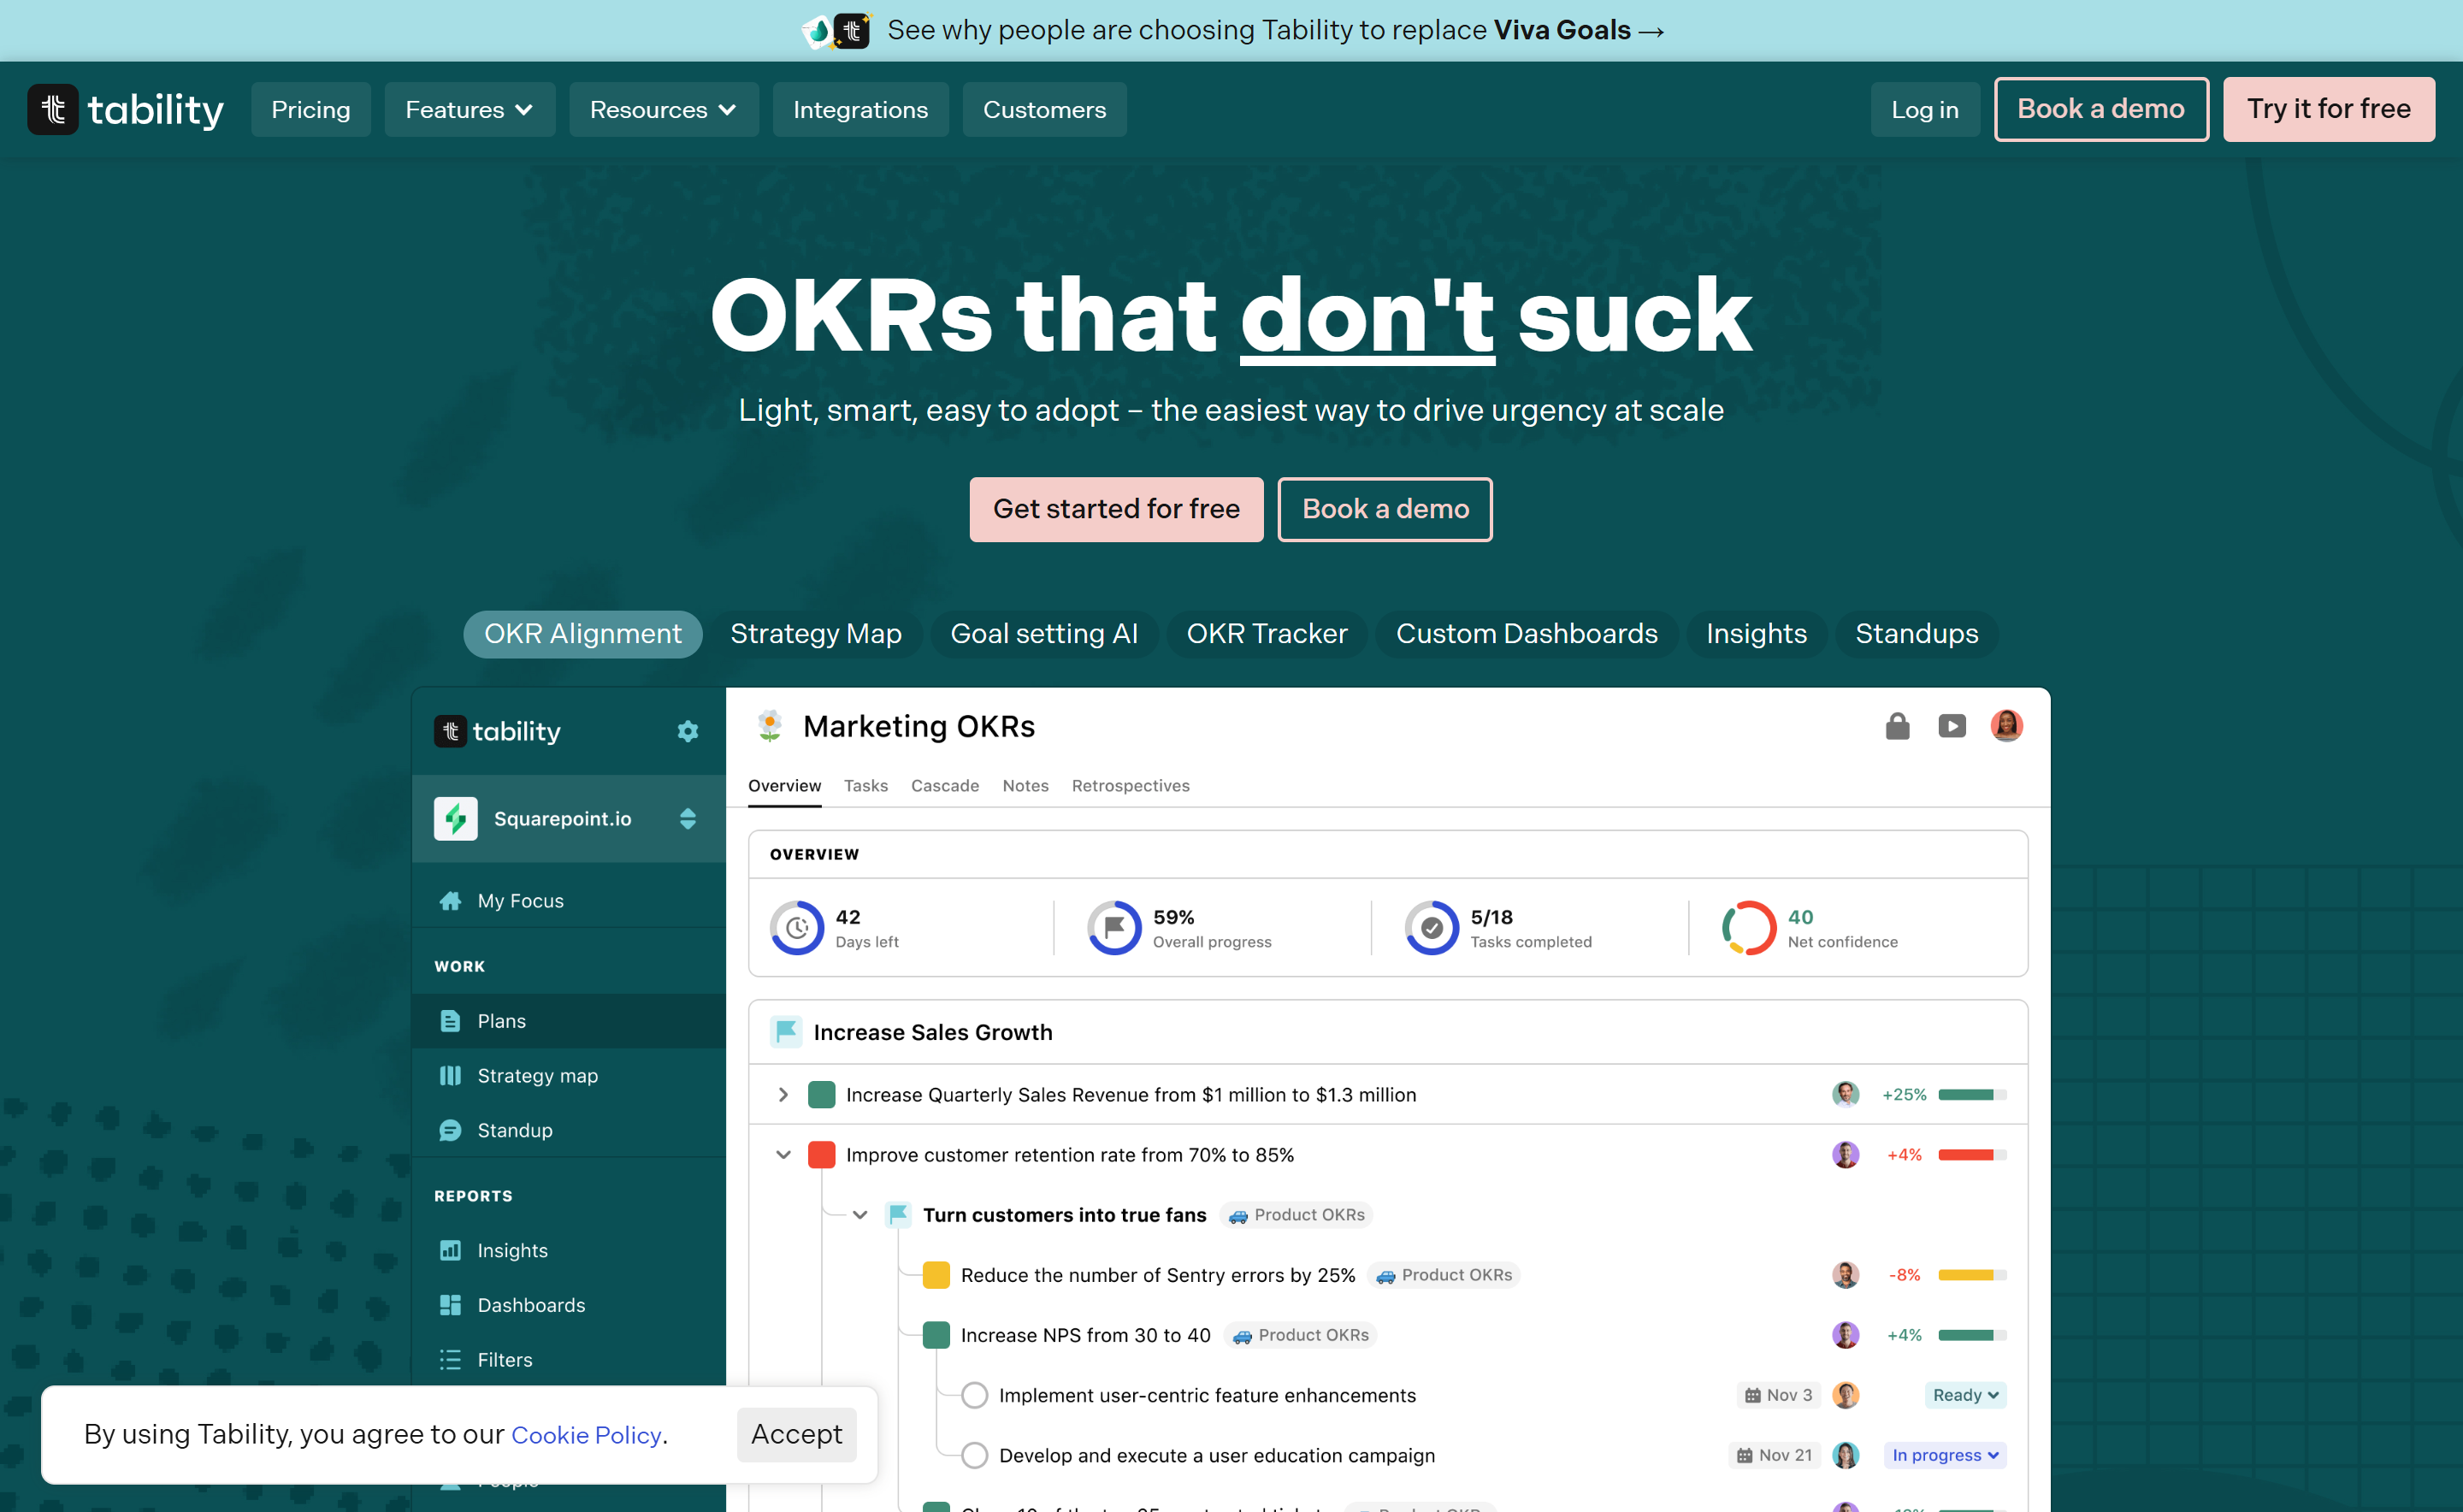 See why people are choosing Tability to replace Viva Goals →
tability
Pricing
Features
Resources
Integrations
Customers
Log in
Book a demo
Try it for free
OKRs that don't suck
Light, smart, easy to adopt – the easiest way to drive urgency at scale
Get started for free
Book a demo
OKR Alignment
Strategy Map
Goal setting AI
OKR Tracker
Custom Dashboards
Insights
Standups
tability
Squarepoint.io
My Focus
WORK
Plans
Strategy map
Standup
REPORTS
Insights
Dashboards
Filters
Marketing OKRs
Overview
Tasks
Cascade
Notes
Retrospectives
OVERVIEW
42
Days left
59%
Overall progress
5/18
Tasks completed
40
Net confidence
Increase Sales Growth
Increase Quarterly Sales Revenue from $1 million to $1.3 million
+25%
Improve customer retention rate from 70% to 85%
+4%
Turn customers into true fans
Product OKRs
Reduce the number of Sentry errors by 25%
Product OKRs
-8%
Increase NPS from 30 to 40
Product OKRs
+4%
Implement user-centric feature enhancements
Nov 3
Ready
Develop and execute a user education campaign
Nov 21
In progress
By using Tability, you agree to our Cookie Policy.
Accept